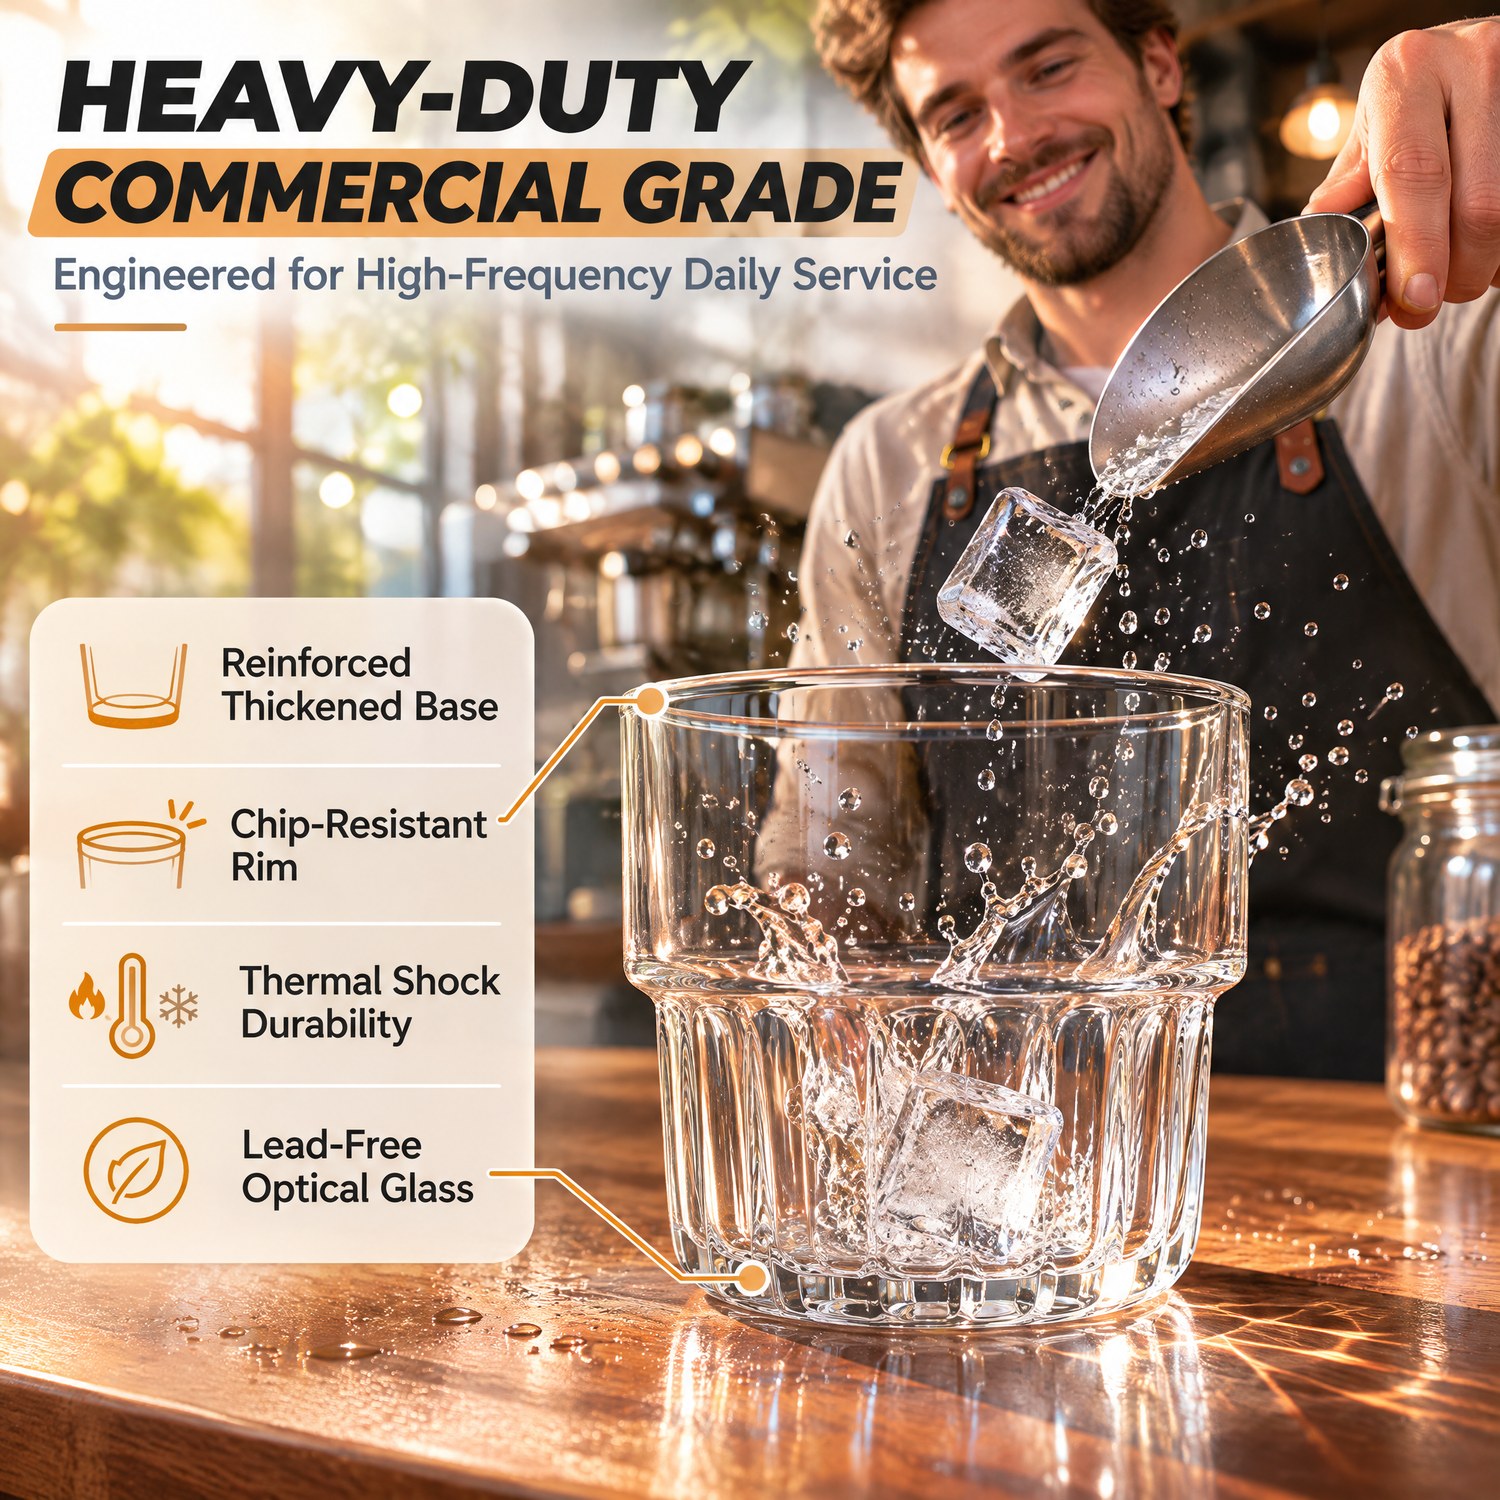 HEAVY-DUTY
COMMERCIAL GRADE
Engineered for High-Frequency Daily Service
Reinforced
Thickened Base
Chip-Resistant
Rim
Thermal Shock
Durability
Lead-Free
Optical Glass